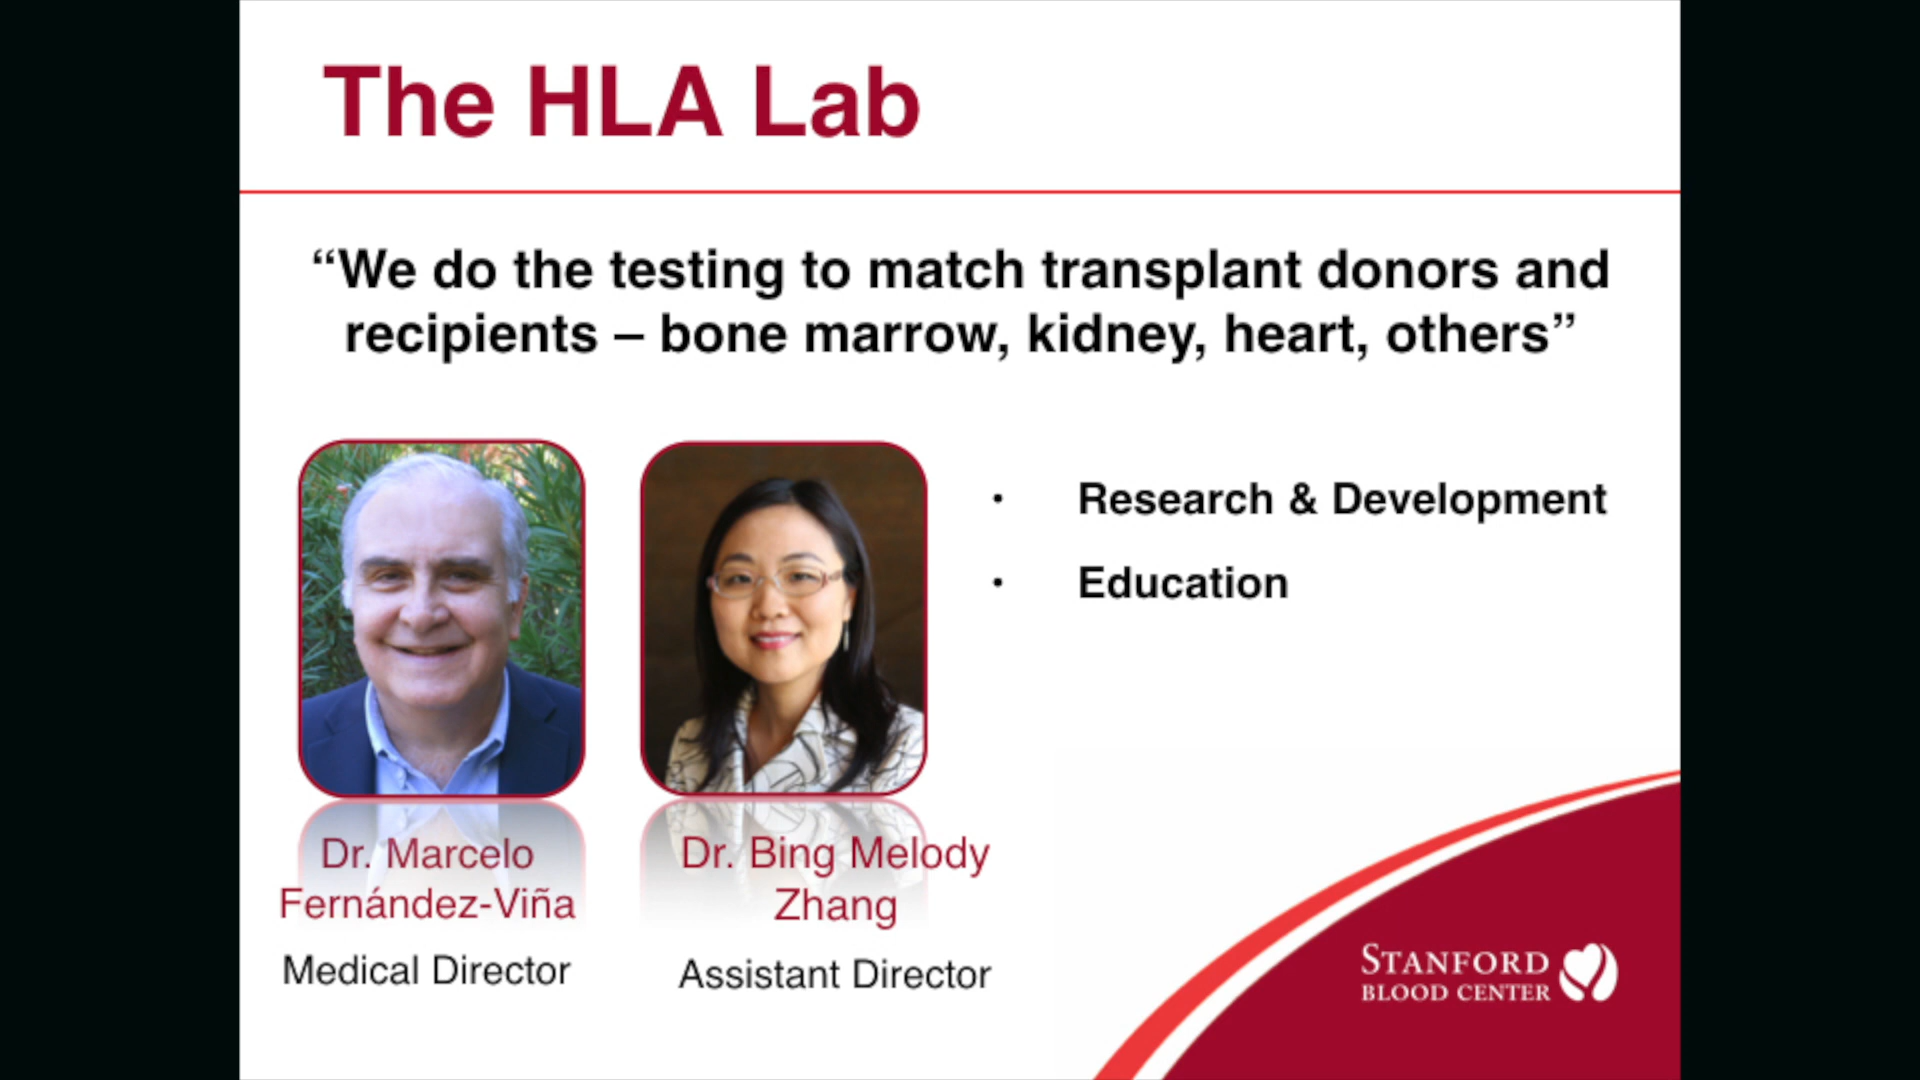 The HLA Lab
“We do the testing to match transplant donors and
recipients – bone marrow, kidney, heart, others”
• Research & Development
• Education
Dr. Marcelo
Fernández-Viña
Medical Director
Dr. Bing Melody
Zhang
Assistant Director
STANFORD
BLOOD CENTER